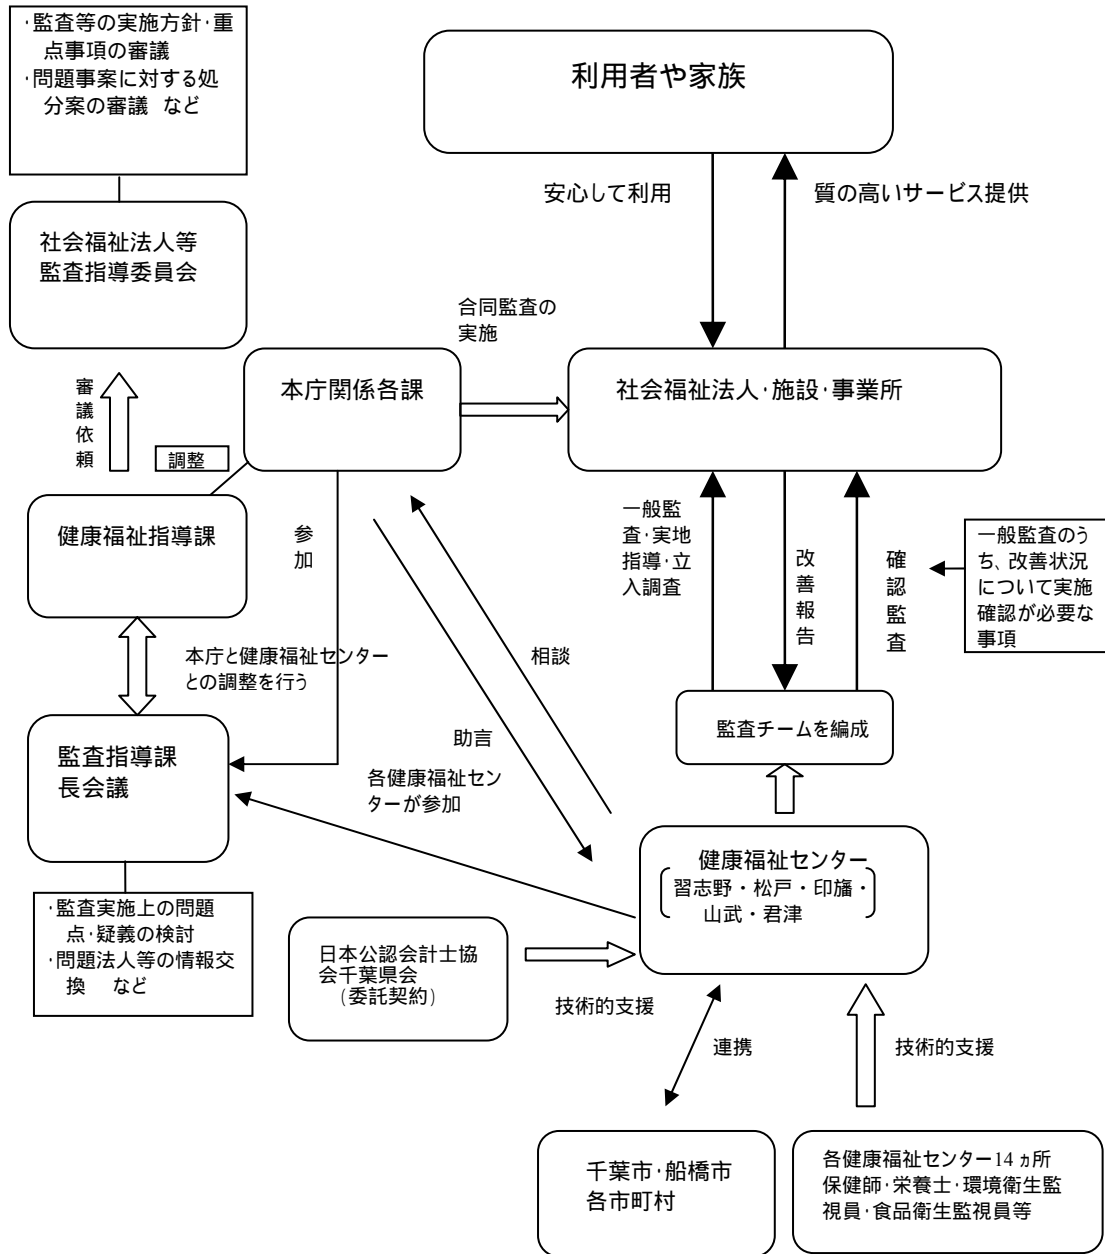 ･監査等の実施方針･重
点事項の審議
･問題事案に対する処
分案の審議 など
利用者や家族
安心して利用
質の高いサービス提供
社会福祉法人等
監査指導委員会
合同監査の
実施
審議依頼
調整
本庁関係各課
社会福祉法人･施設･事業所
健康福祉指導課
参加
一般監
査･実地
指導･立
入調査
改善報告
確認監査
一般監査のう
ち、改善状況
について実施
確認が必要な
事項
本庁と健康福祉センター
との調整を行う
相談
監査指導課
長会議
助言
監査チームを編成
各健康福祉セン
ターが参加
健康福祉センター
習志野・松戸・印旛・
山武・君津
･監査実施上の問題
点･疑義の検討
･問題法人等の情報交
換 など
日本公認会計士協
会千葉県会
(委託契約)
技術的支援
連携
技術的支援
千葉市･船橋市
各市町村
各健康福祉センター14ヵ所
保健師･栄養士･環境衛生監
視員･食品衛生監視員等